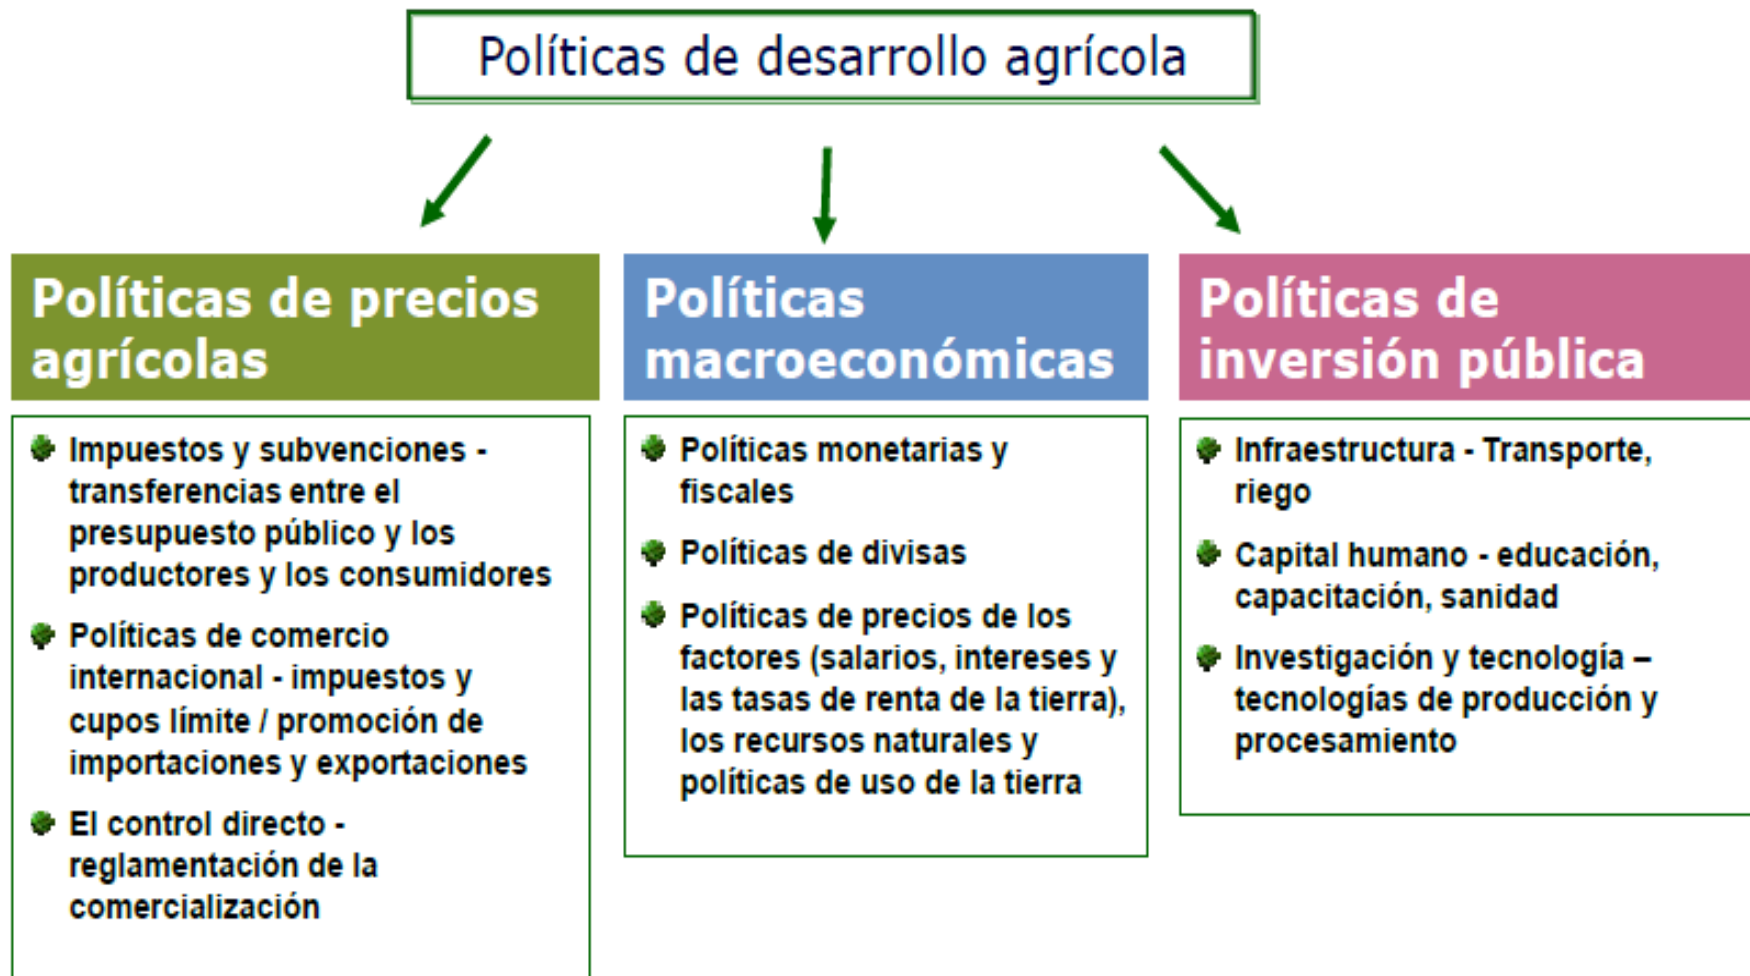 Políticas de desarrollo agrícola
Políticas de precios
agrícolas
Impuestos y subvenciones -
transferencias entre el
presupuesto público y los
productores y los consumidores
Políticas de comercio
internacional - impuestos y
cupos límite / promoción de
importaciones y exportaciones
El control directo -
reglamentación de la
comercialización
Políticas
macroeconómicas
Políticas monetarias y
fiscales
Políticas de divisas
Políticas de precios de los
factores (salarios, intereses y
las tasas de renta de la tierra),
los recursos naturales y
políticas de uso de la tierra
Políticas de
inversión pública
Infraestructura - Transporte,
riego
Capital humano - educación,
capacitación, sanidad
Investigación y tecnología –
tecnologías de producción y
procesamiento